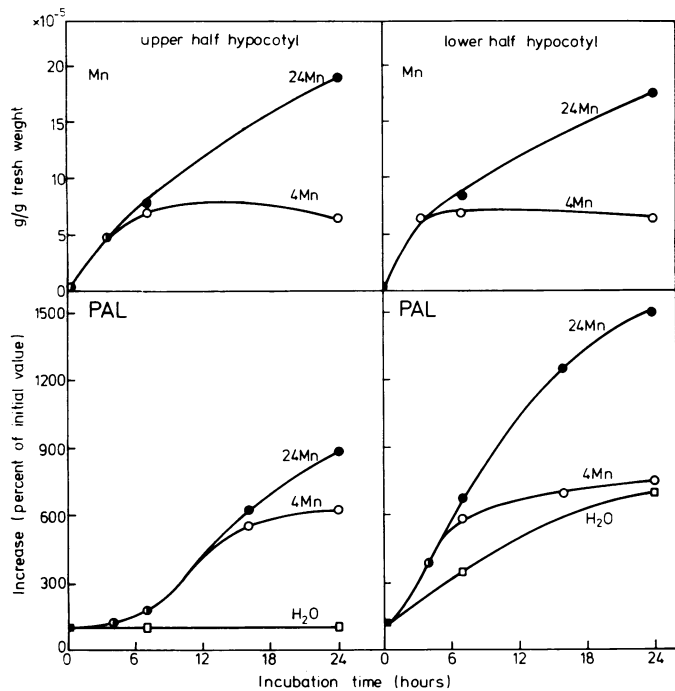 ×10⁻⁵
upper half hypocotyl
lower half hypocotyl
Mn
Mn
20
15
10
5
0
g/g fresh weight
24Mn
4Mn
24Mn
4Mn
PAL
PAL
1500
1200
900
600
300
0
Increase (percent of initial value)
24Mn
4Mn
H₂O
24Mn
4Mn
H₂O
0 6 12 18 24 0 6 12 18 24
Incubation time (hours)